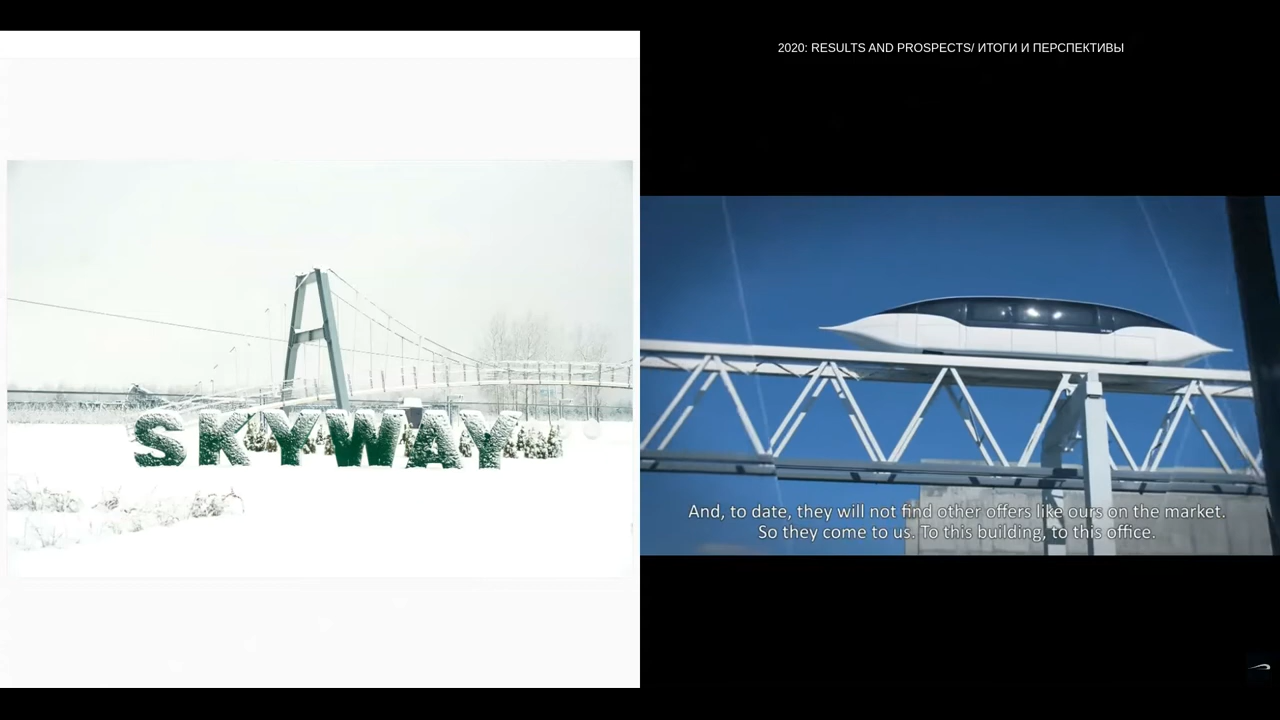 2020: RESULTS AND PROSPECTS/ ИТОГИ И ПЕРСПЕКТИВЫ
SKYWAY
And, to date, they will not find other offers like ours on the market.
So they come to us. To this building, to this office.